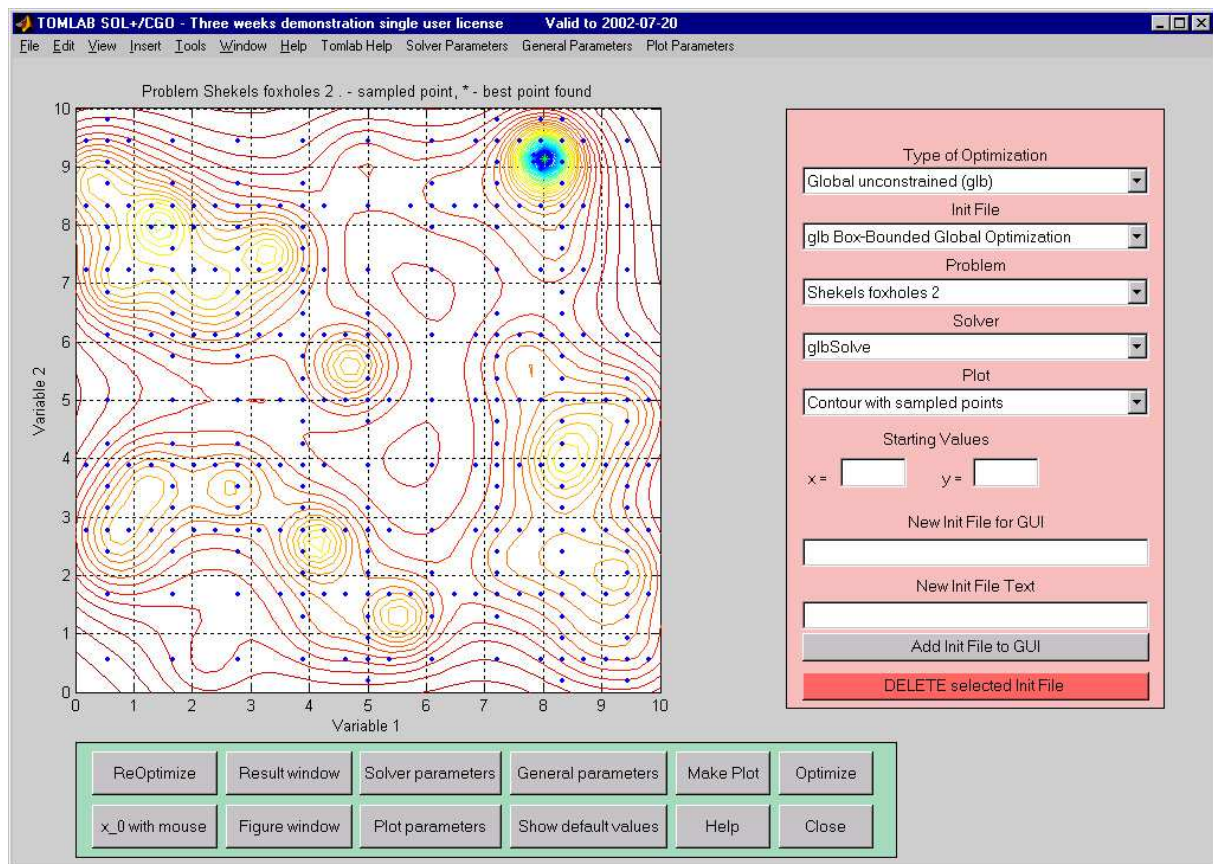 TOMLAB SOL+/CGO - Three weeks demonstration single user license Valid to 2002-07-20
File Edit View Insert Tools Window Help Tomlab Help Solver Parameters General Parameters Plot Parameters
Problem Shekels foxholes 2 . - sampled point, * - best point found
10
9
8
7
6
5
4
3
2
1
0
Variable 2
0 1 2 3 4 5 6 7 8 9 10
Variable 1
Type of Optimization
Global unconstrained (glb)
Init File
glb Box-Bounded Global Optimization
Problem
Shekels foxholes 2
Solver
glbSolve
Plot
Contour with sampled points
Starting Values
x = y =
New Init File for GUI
New Init File Text
Add Init File to GUI
DELETE selected Init File
ReOptimize Result window Solver parameters General parameters Make Plot Optimize
x_0 with mouse Figure window Plot parameters Show default values Help Close